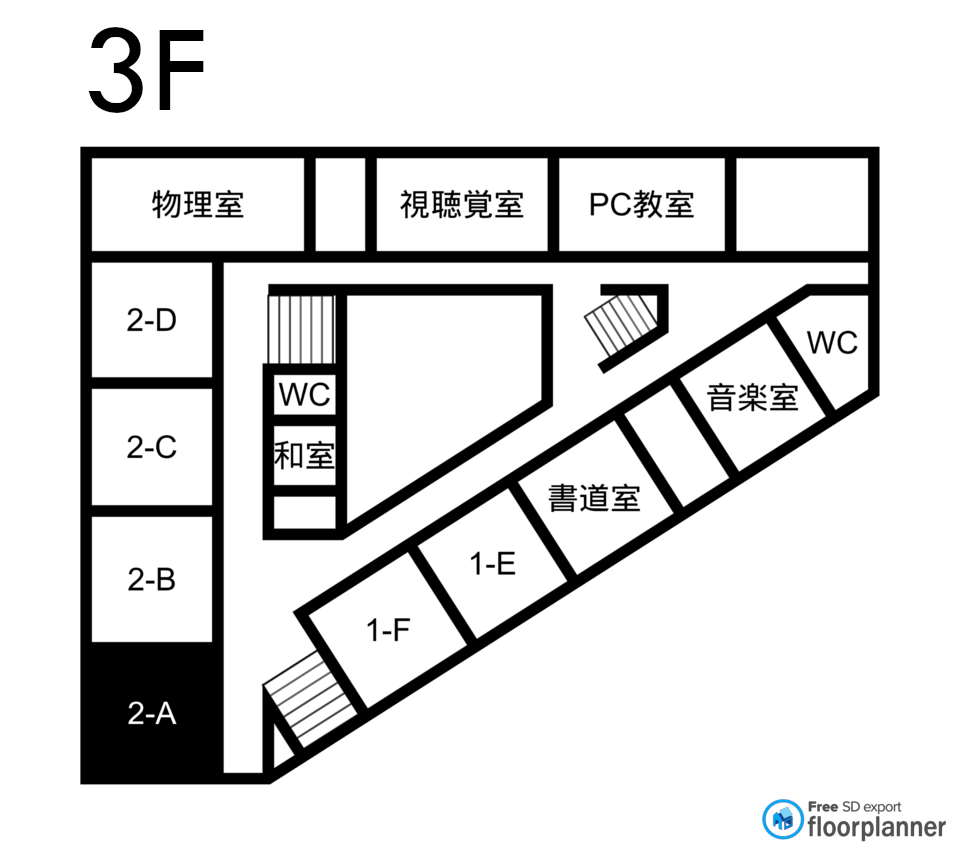 3F
物理室
視聴覚室
PC教室
2-D
WC
WC
2-C
和室
音楽室
書道室
2-B
1-E
1-F
2-A
Free SD export
floorplanner